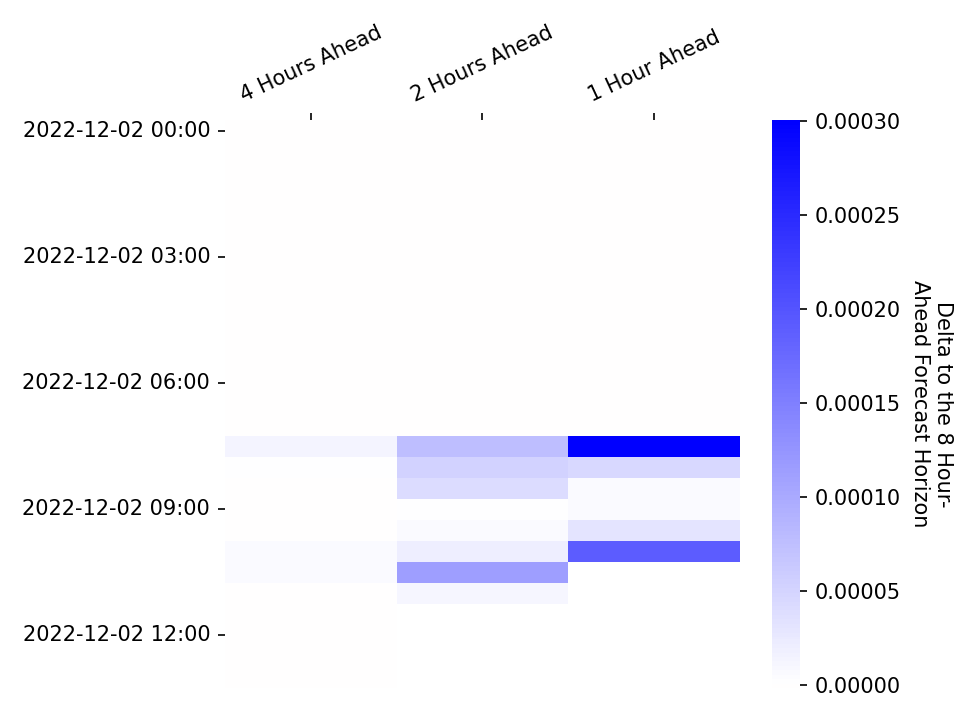 4 Hours Ahead
2 Hours Ahead
1 Hour Ahead
2022-12-02 00:00
2022-12-02 03:00
2022-12-02 06:00
2022-12-02 09:00
2022-12-02 12:00
0.00030
0.00025
0.00020
0.00015
0.00010
0.00005
0.00000
Delta to the 8 Hour-
Ahead Forecast Horizon